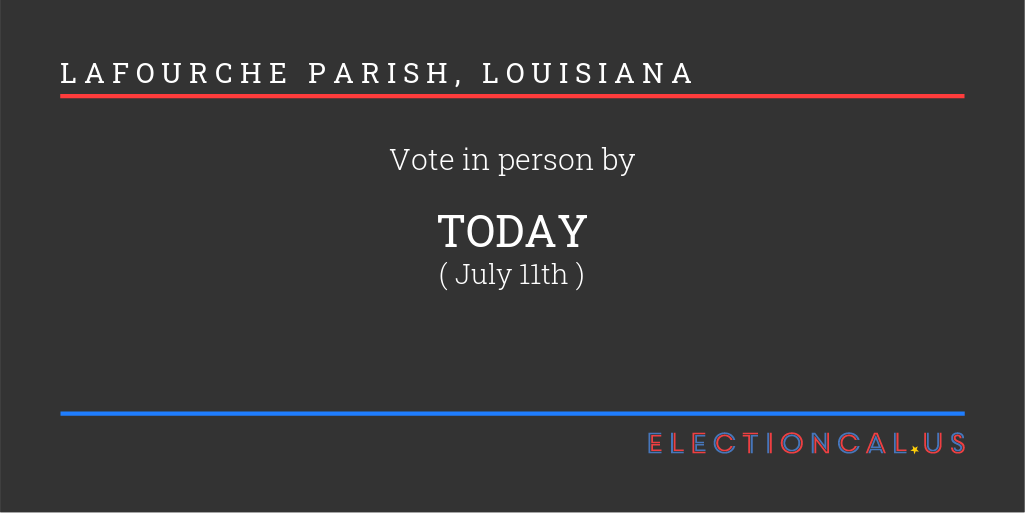 LAFOURCHE PARISH, LOUISIANA
Vote in person by
TODAY
( July 11th )
ELECTIONCAL.US